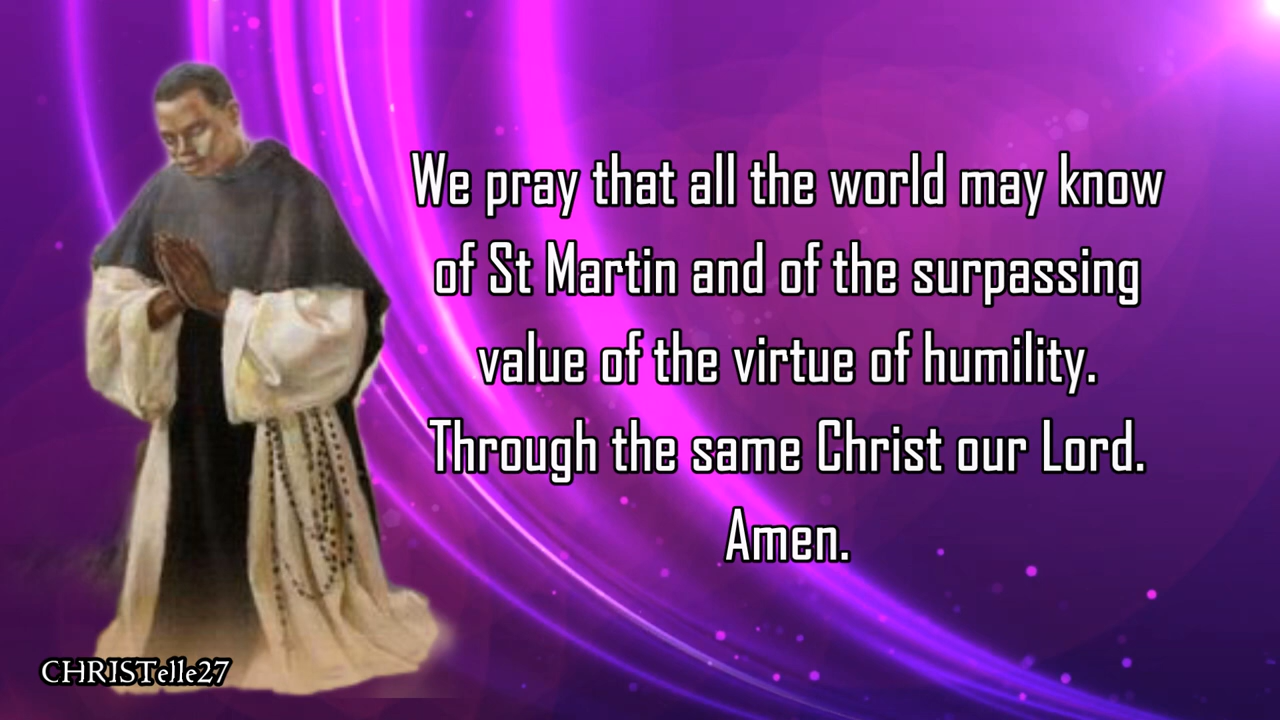 We pray that all the world may know
of St Martin and of the surpassing
value of the virtue of humility.
Through the same Christ our Lord.
Amen.
CHRISTelle27